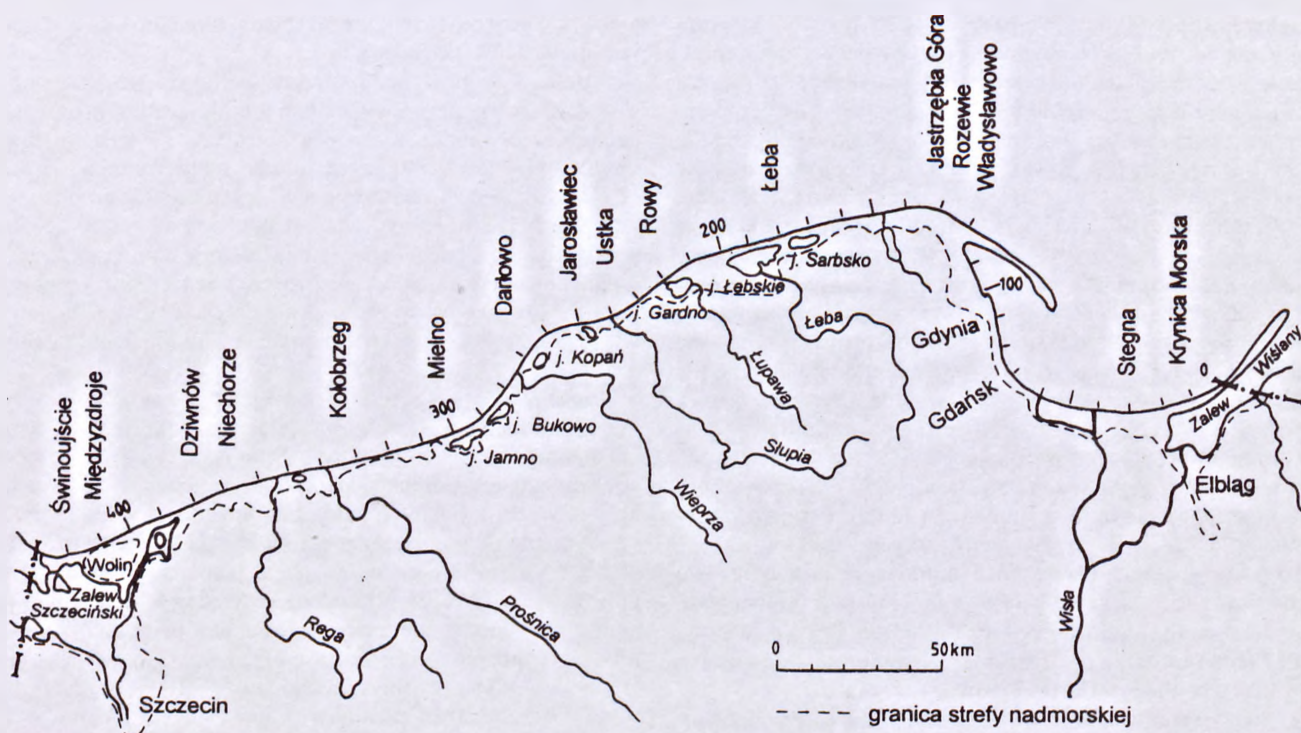 Świnoujście
Międzyzdroje
Dziwnów
Niechorze
Kołobrzeg
Mielno
Darłowo
Jarosławiec
Ustka
Rowy
Łeba
Jastrzębia Góra
Rozewie
Władysławowo
Stegna
Krynica Morska
400
300
200
100
0
Wolin
Zalew
Szczeciński
Szczecin
Rega
Prośnica
j. Jamno
j. Bukowo
j. Kopań
Wieprza
Słupia
Łupawa
j. Gardno
j. Łebskie
j. Sarbsko
Łeba
Gdynia
Gdańsk
Wisła
Zalew Wiślany
Elbląg
0 50 km
granica strefy nadmorskiej